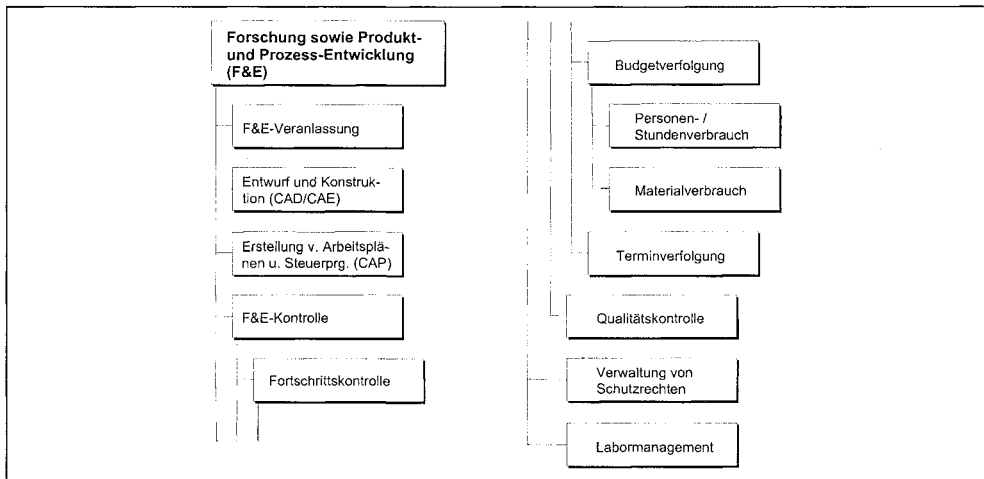 Forschung sowie Produkt-
und Prozess-Entwicklung
(F&E)
F&E-Veranlassung
Entwurf und Konstruk-
tion (CAD/CAE)
Erstellung v. Arbeitsplä-
nen u. Steuerprg. (CAP)
F&E-Kontrolle
Fortschrittskontrolle
Budgetverfolgung
Personen- /
Stundenverbrauch
Materialverbrauch
Terminverfolgung
Qualitätskontrolle
Verwaltung von
Schutzrechten
Labormanagement